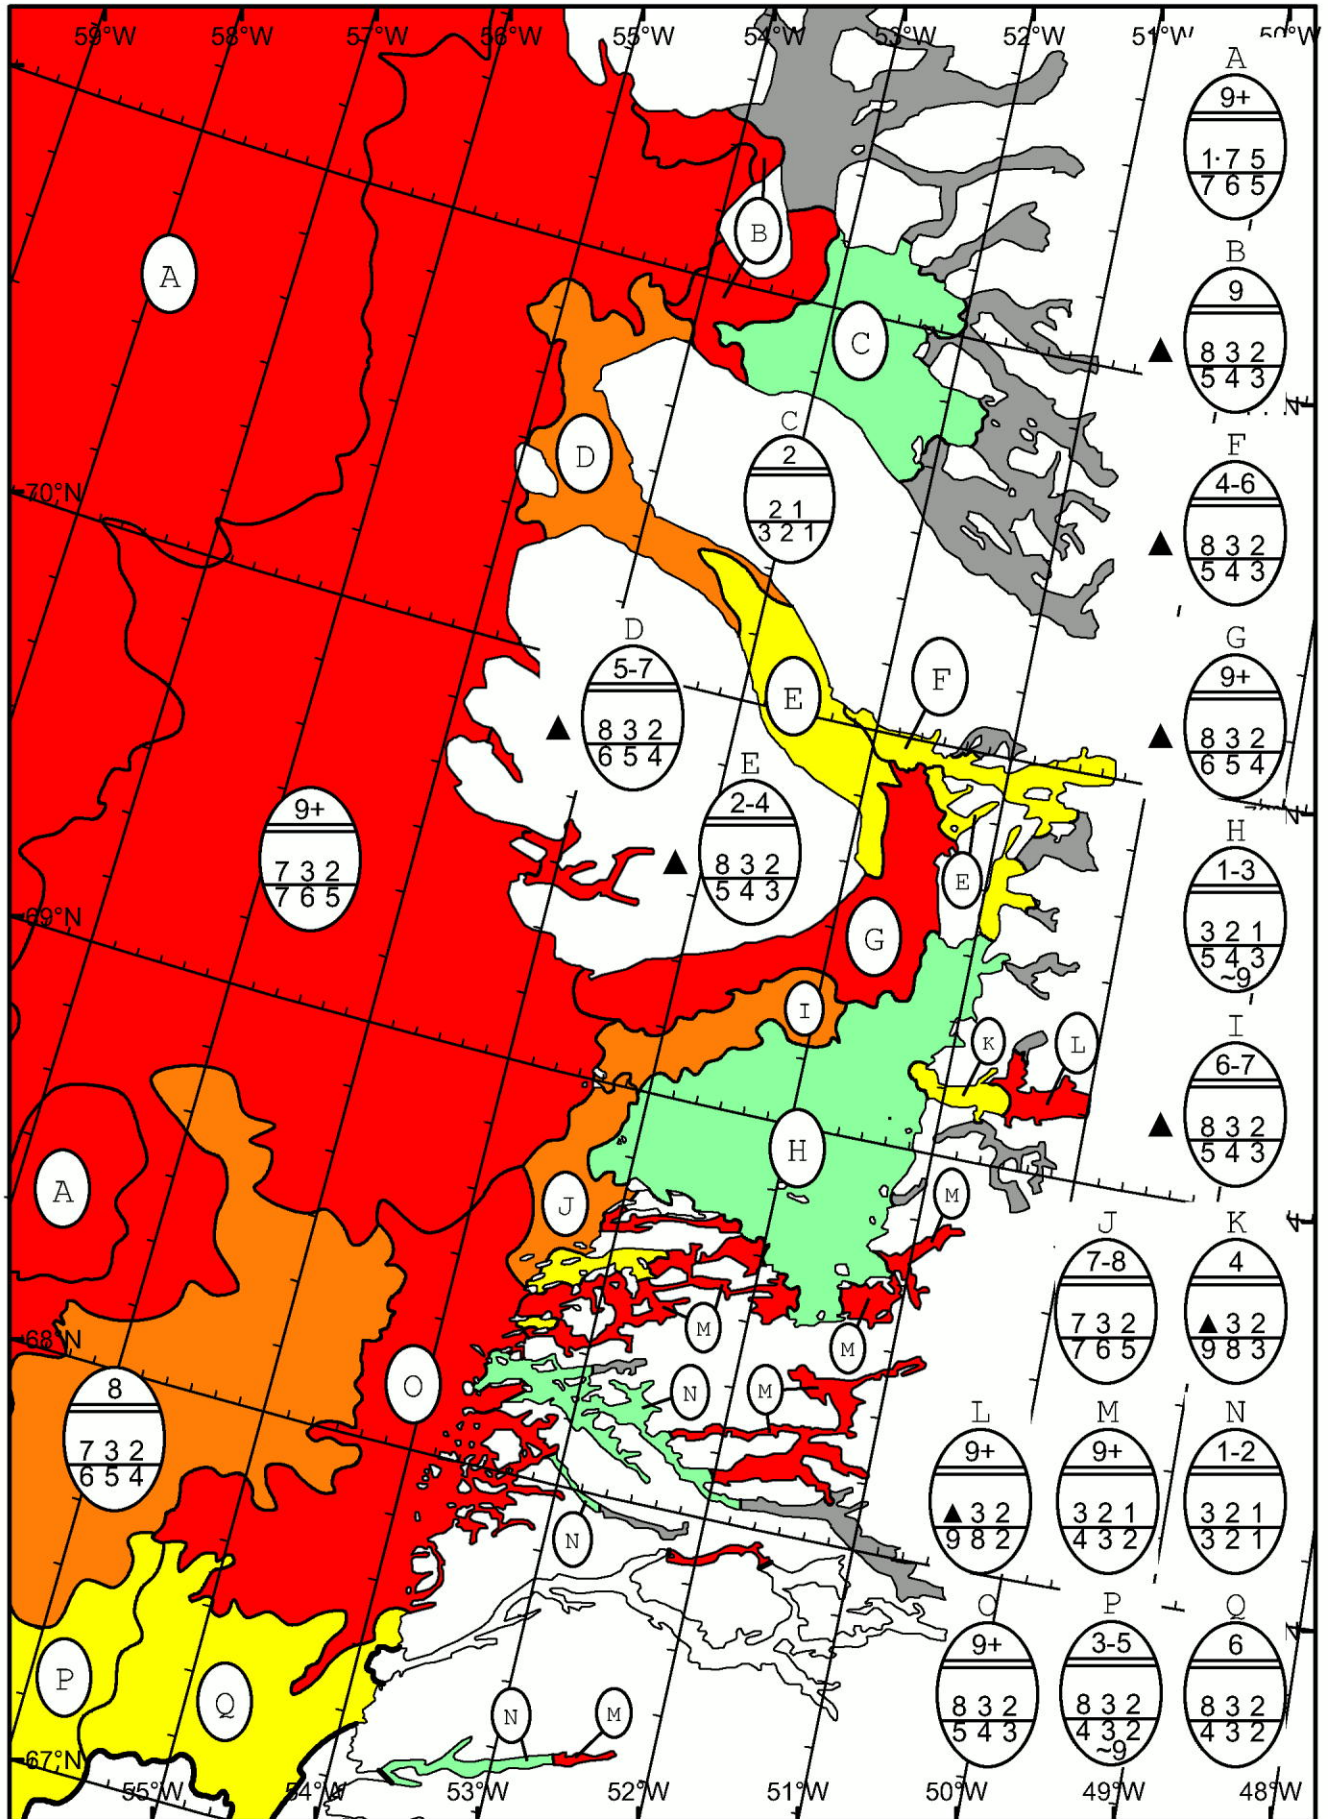 59°W 58°W 57°W 56°W 55°W 54°W 53°W 52°W 51°W 50°W
A
9+
1·7 5
7 6 5
B
A
B
9
▲ 8 3 2
5 4 3
C
C
2
2 1
3 2 1
D
F
4-6
▲ 8 3 2
5 4 3
70°N
D
5-7
▲ 8 3 2
6 5 4
E
F
G
9+
▲ 8 3 2
6 5 4
E
2-4
▲ 8 3 2
5 4 3
9+
7 3 2
7 6 5
E
H
1-3
3 2 1
5 4 3
~9
69°N
G
I
K
L
I
6-7
▲ 8 3 2
5 4 3
H
A
J
M
J
7-8
7 3 2
7 6 5
K
4
▲ 3 2
9 8 3
M
M
68°N
8
7 3 2
6 5 4
O
N
M
L
9+
▲ 3 2
9 8 2
M
9+
3 2 1
4 3 2
N
1-2
3 2 1
3 2 1
N
O
9+
8 3 2
5 4 3
P
3-5
8 3 2
4 3 2
~9
Q
6
8 3 2
4 3 2
P
Q
N
M
67°N
55°W 54°W 53°W 52°W 51°W 50°W 49°W 48°W